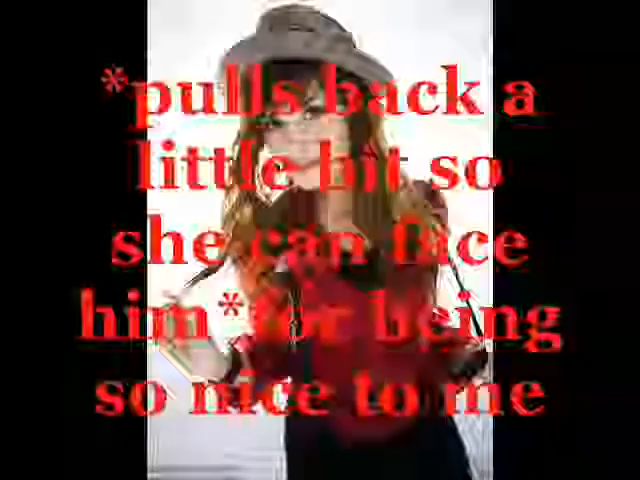 *pulls back a
little bit so
she can face
him*for being
so nice to me